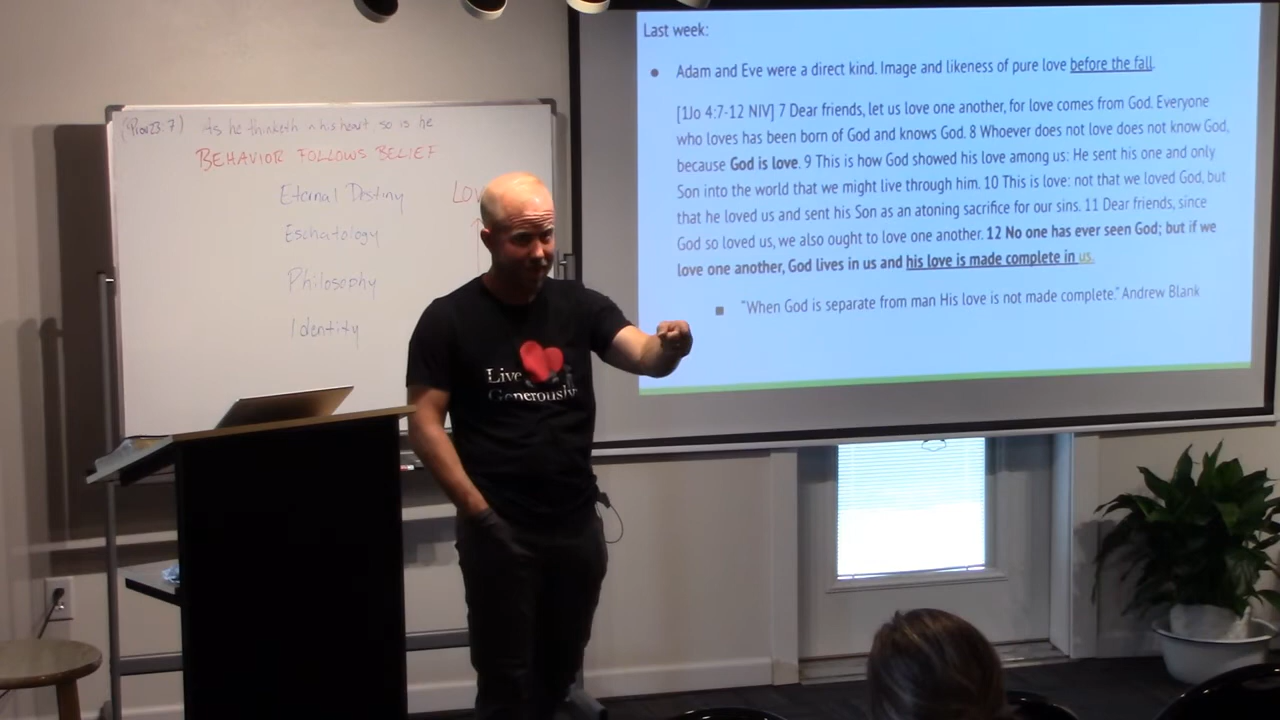 (Prov 23:7) As he thinketh in his heart, so is he
BEHAVIOR FOLLOWS BELIEF
Eternal Destiny
Eschatology
Philosophy
Identity
Live
Generously
Last week:
Adam and Eve were a direct kind. Image and likeness of pure love before the fall.
[1Jo 4:7-12 NIV] 7 Dear friends, let us love one another, for love comes from God. Everyone
who loves has been born of God and knows God. 8 Whoever does not love does not know God,
because God is love. 9 This is how God showed his love among us: He sent his one and only
Son into the world that we might live through him. 10 This is love: not that we loved God, but
that he loved us and sent his Son as an atoning sacrifice for our sins. 11 Dear friends, since
God so loved us, we also ought to love one another. 12 No one has ever seen God; but if we
love one another, God lives in us and his love is made complete in us.
"When God is separate from man His love is not made complete." Andrew Blank